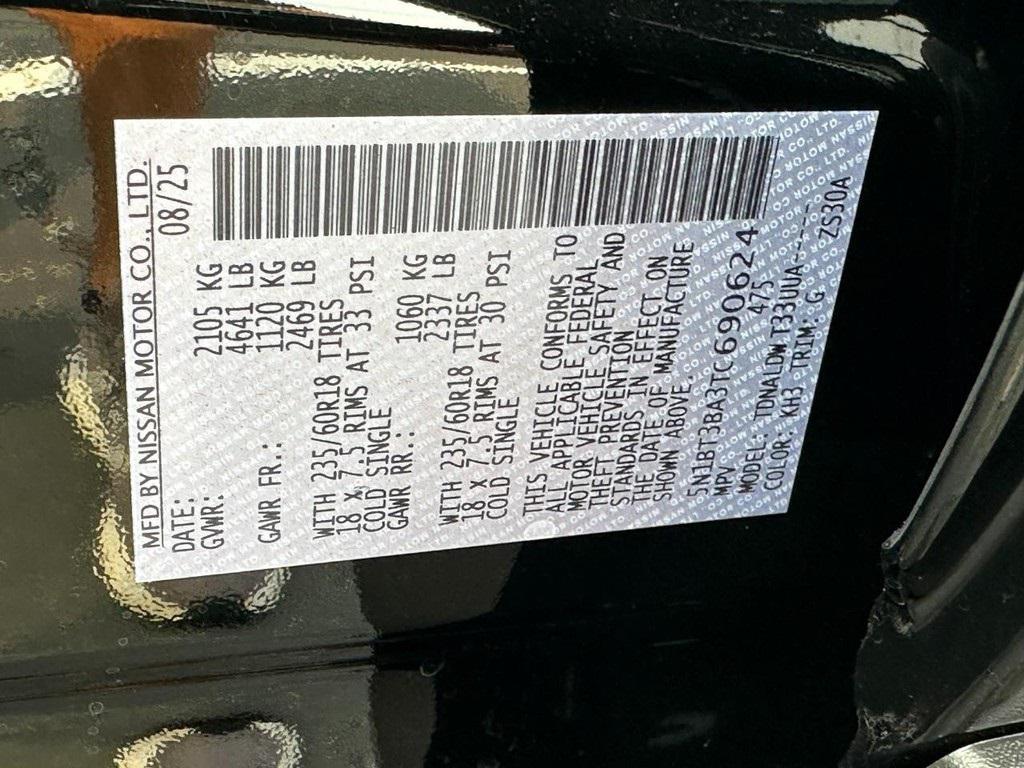 MFD BY NISSAN MOTOR CO., LTD.
DATE: 08/25
GVWR: 2105 KG
4641 LB
GAWR FR.: 1120 KG
2469 LB
WITH 235/60R18 TIRES
18 X 7.5 RIMS AT 33 PSI
COLD SINGLE
GAWR RR.: 1060 KG
2337 LB
WITH 235/60R18 TIRES
18 X 7.5 RIMS AT 30 PSI
COLD SINGLE
THIS VEHICLE CONFORMS TO
ALL APPLICABLE FEDERAL
MOTOR VEHICLE SAFETY AND
THEFT PREVENTION
STANDARDS IN EFFECT ON
THE DATE OF MANUFACTURE
SHOWN ABOVE.
5N1BT3BA3TC690624
MPV 475
MODEL: TDNALDWT33UUA-----
COLOR: KH3 TRIM: G ZS30A